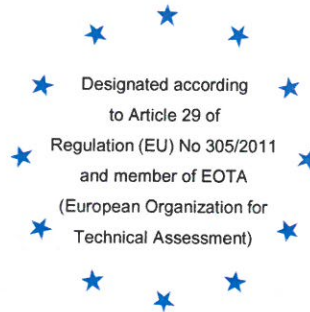 Designated according
to Article 29 of
Regulation (EU) No 305/2011
and member of EOTA
(European Organization for
Technical Assessment)